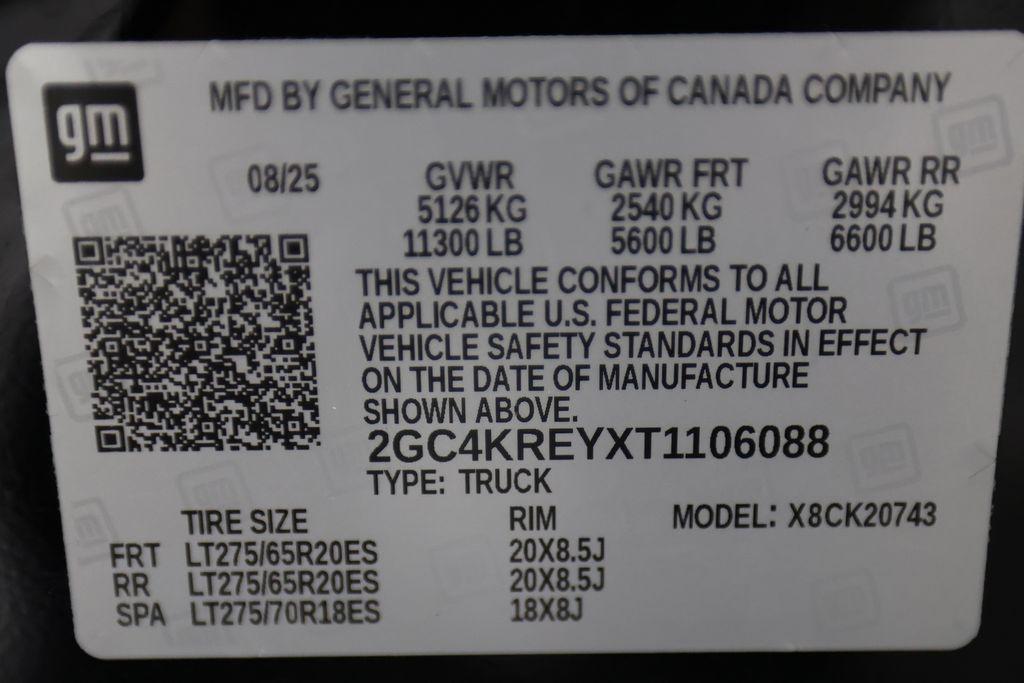 gm
MFD BY GENERAL MOTORS OF CANADA COMPANY
08/25 GVWR GAWR FRT GAWR RR
5126 KG 2540 KG 2994 KG
11300 LB 5600 LB 6600 LB
THIS VEHICLE CONFORMS TO ALL
APPLICABLE U.S. FEDERAL MOTOR
VEHICLE SAFETY STANDARDS IN EFFECT
ON THE DATE OF MANUFACTURE
SHOWN ABOVE.
2GC4KREYXT1106088
TYPE: TRUCK
TIRE SIZE RIM MODEL: X8CK20743
FRT LT275/65R20ES 20X8.5J
RR LT275/65R20ES 20X8.5J
SPA LT275/70R18ES 18X8J